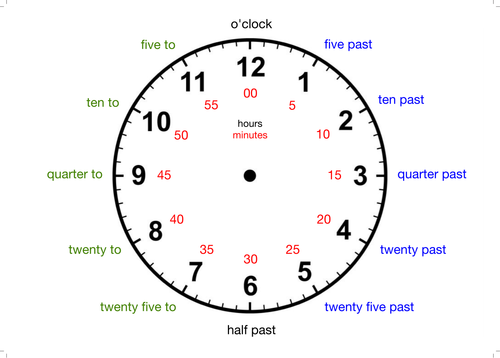 o'clock
five to
five past
12
11
1
00
55
5
ten to
ten past
10
2
hours
minutes
50
10
quarter to
9
45
15
3
quarter past
40
20
8
4
twenty to
twenty past
35
25
30
7
5
6
twenty five to
twenty five past
half past